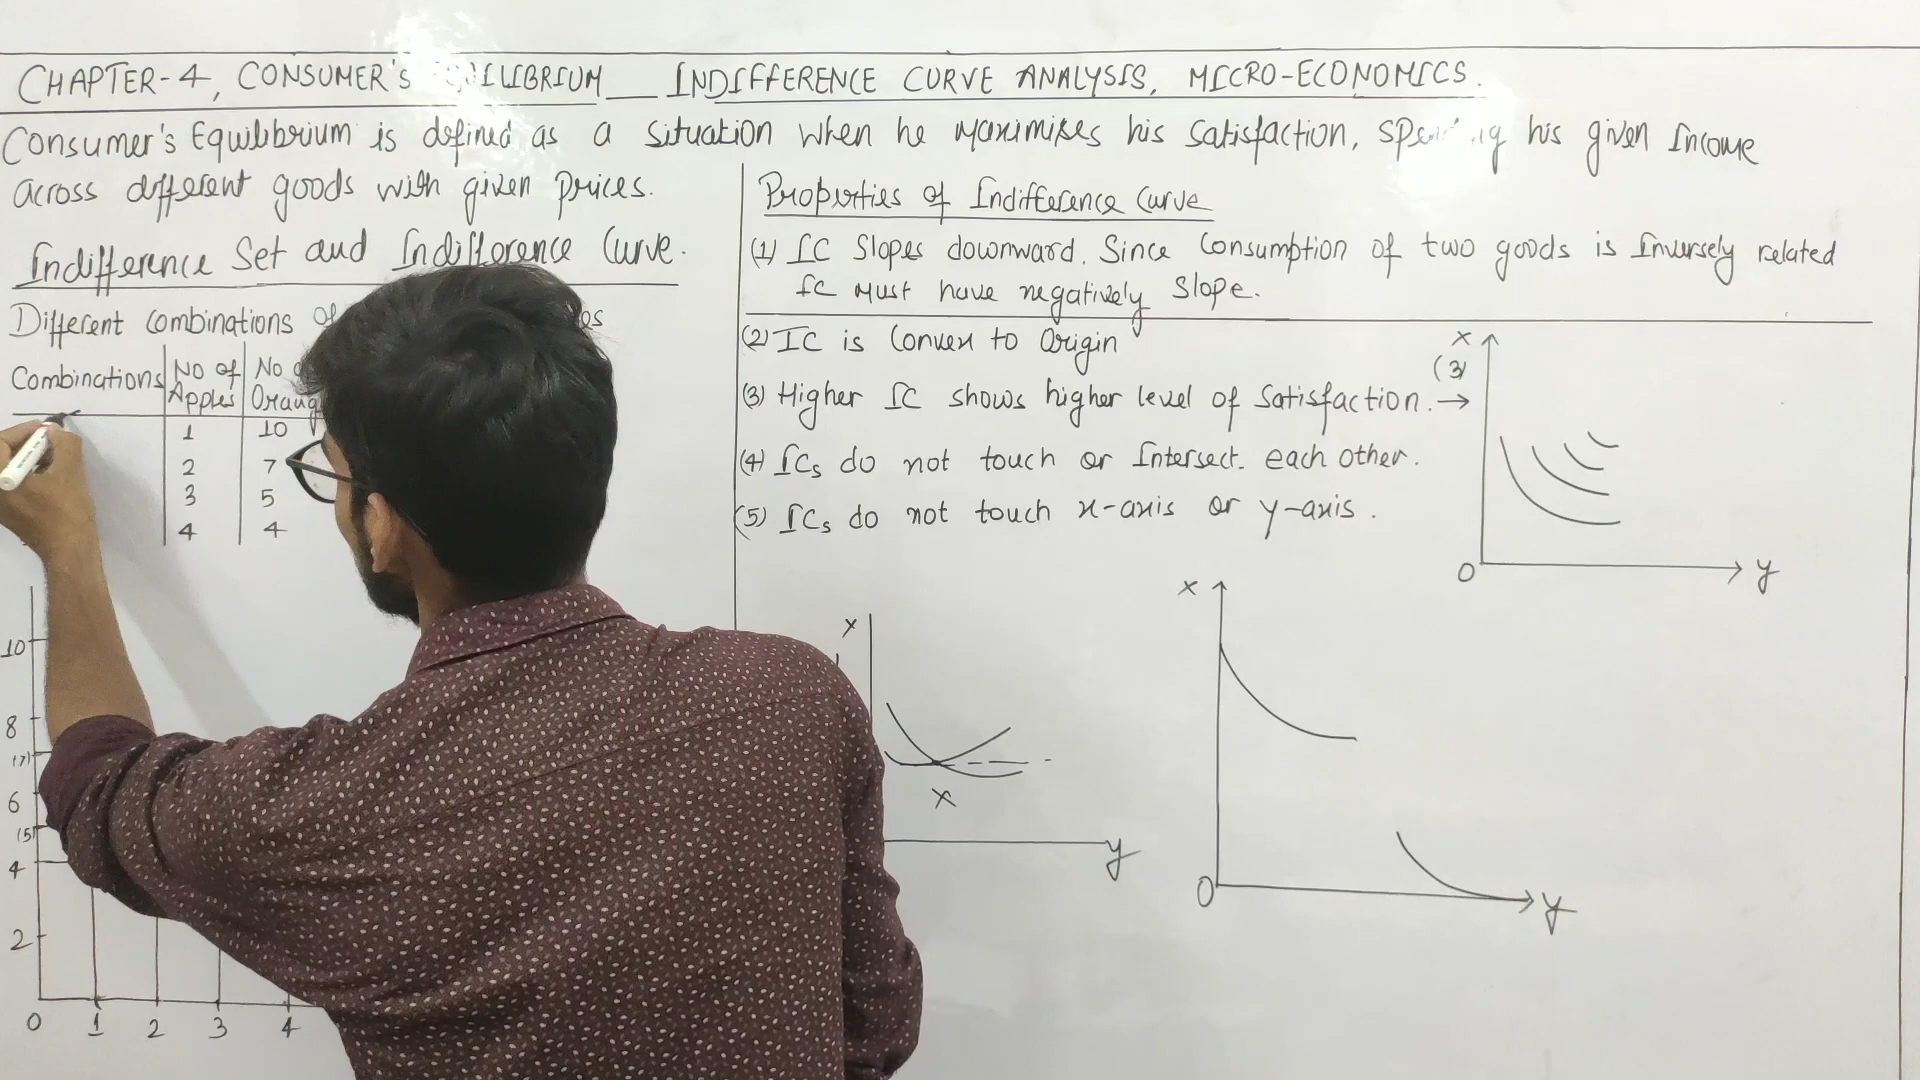 CHAPTER-4, CONSUMER'S EQUILIBRIUM __ INDIFFERENCE CURVE ANALYSIS, MICRO-ECONOMICS.
Consumer's Equilibrium is defined as a situation when he Maximises his Satisfaction, his given Income
across different goods with given prices.
Indifference Set and Indifference Curve.
Different Combinations of
Combinations
No of Apples
No
1 10
2 7
3 5
4 4
10
8
(7)
6
(5)
4
2
0 1 2 3 4
Properties of Indifference Curve
(1) IC Slopes downward. Since Consumption of two goods is Inversely related
IC Must have negatively Slope.
(2) IC is Convex to Origin
(3) Higher IC shows higher level of Satisfaction. →
(4) ICs do not touch or Intersect each other.
(5) ICs do not touch x-axis or y-axis.
x
(3)
O
y
x
x
y
x
O
y